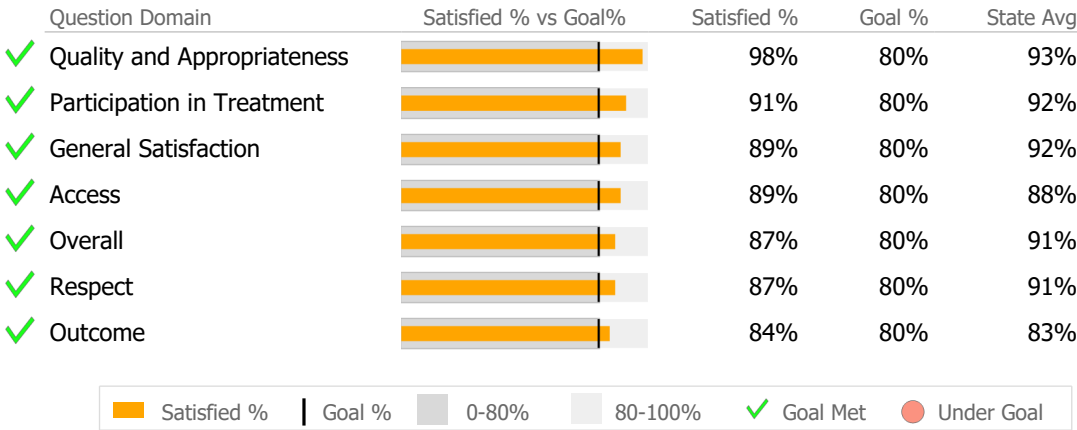 Question Domain Satisfied % vs Goal% Satisfied % Goal % State Avg
Quality and Appropriateness 98% 80% 93%
Participation in Treatment 91% 80% 92%
General Satisfaction 89% 80% 92%
Access 89% 80% 88%
Overall 87% 80% 91%
Respect 87% 80% 91%
Outcome 84% 80% 83%
Satisfied % Goal % 0-80% 80-100% Goal Met Under Goal